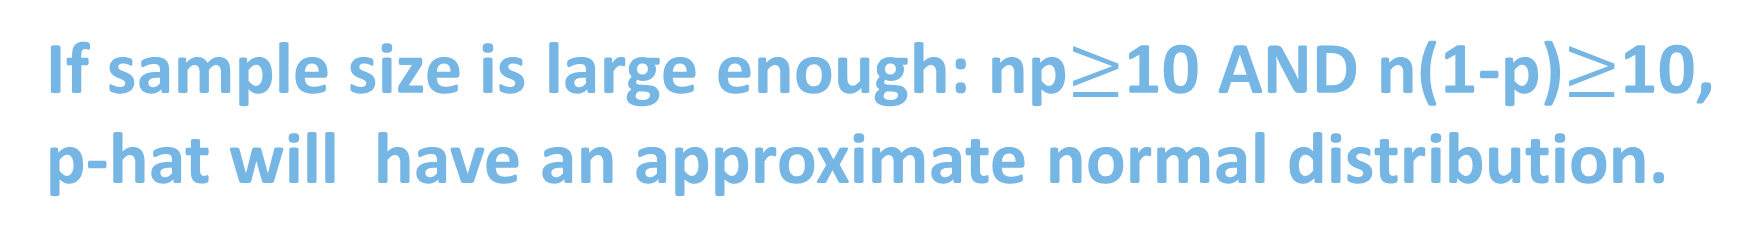 If sample size is large enough: np≥10 AND n(1-p)≥10,
p-hat will  have an approximate normal distribution.